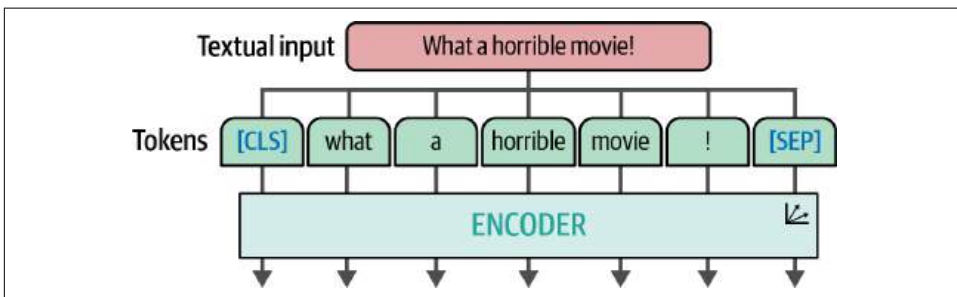 Textual input What a horrible movie!
Tokens [CLS] what a horrible movie ! [SEP]
ENCODER